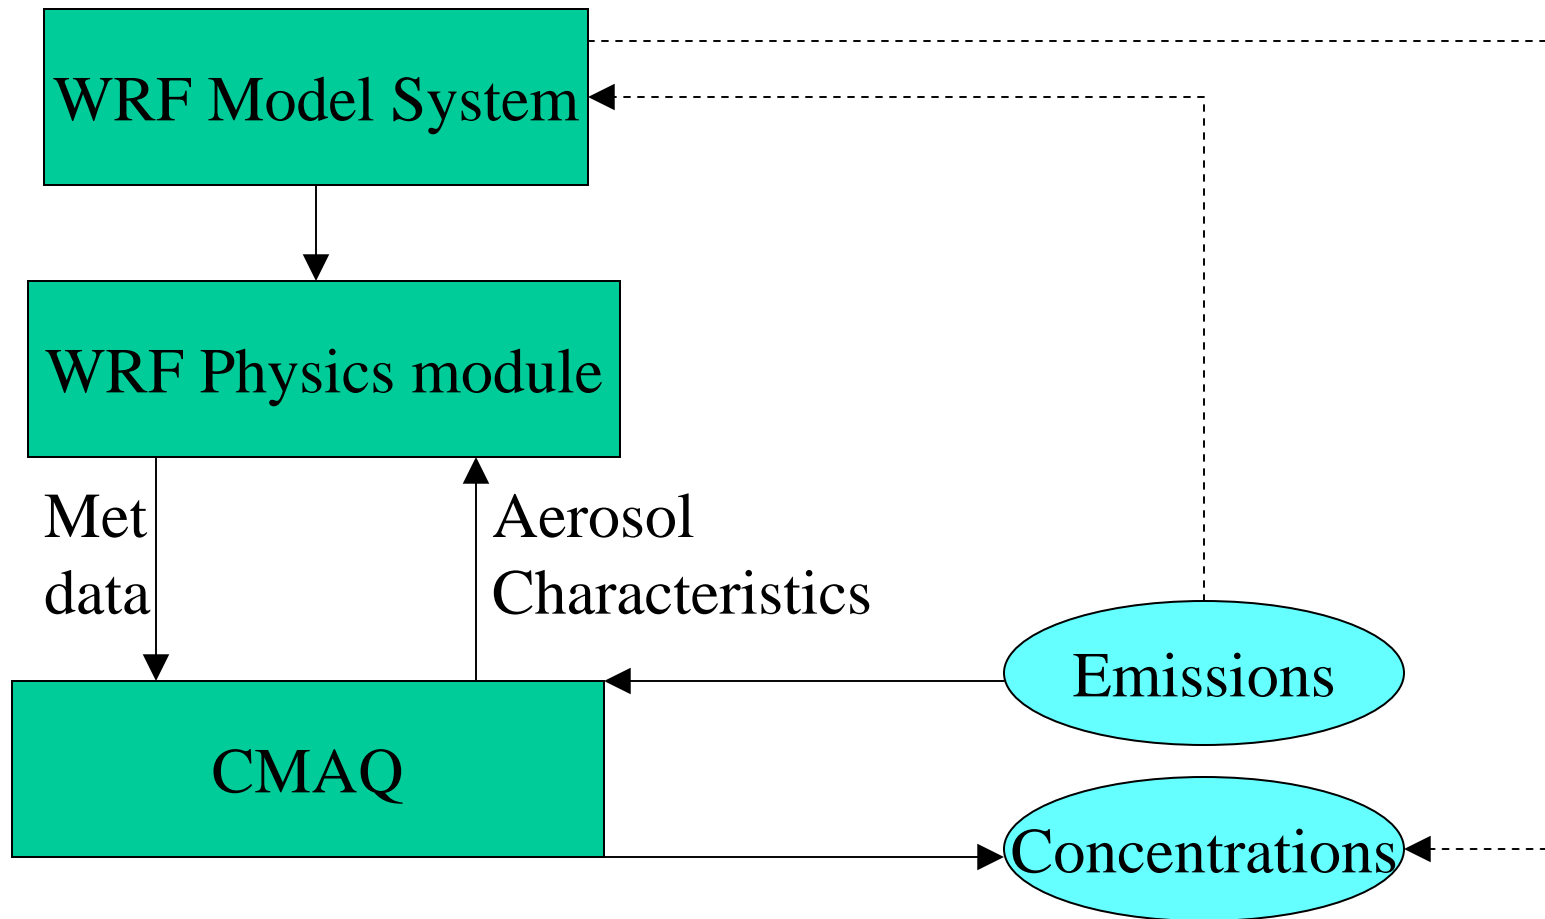 WRF Model System
WRF Physics module
Met
data
Aerosol
Characteristics
Emissions
CMAQ
Concentrations